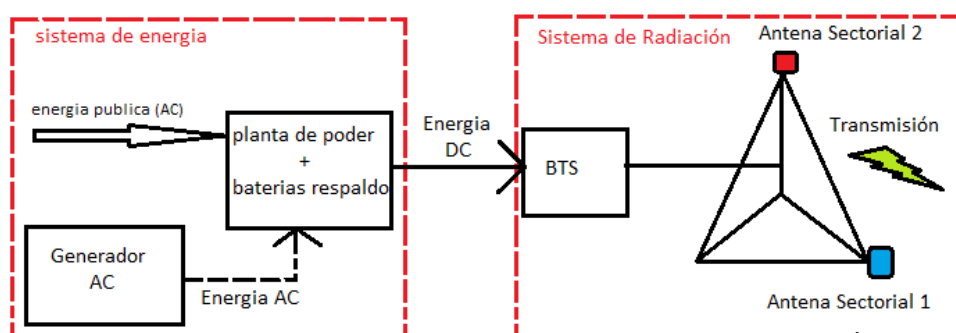 sistema de energia
Sistema de Radiación
Antena Sectorial 2
energia publica (AC)
planta de poder
+
baterias respaldo
Energia
DC
BTS
Transmisión
Generador
AC
Energia AC
Antena Sectorial 1